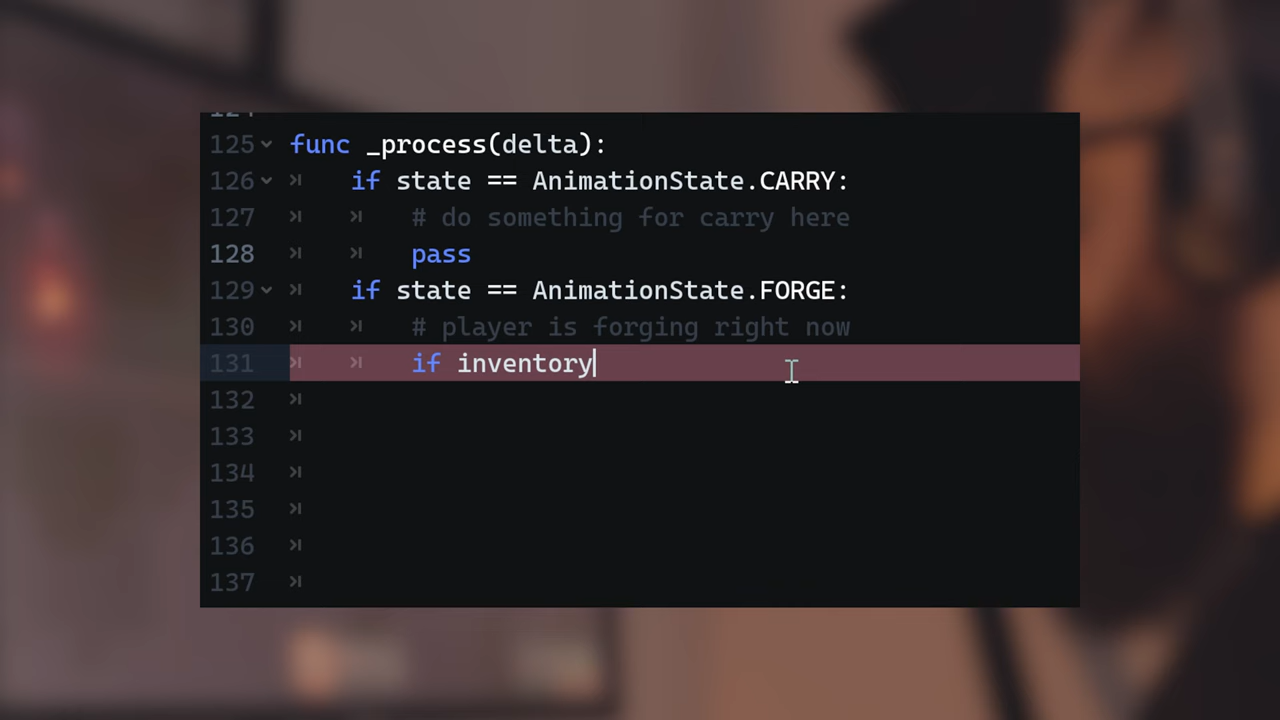 125 func _process(delta):
126 if state == AnimationState.CARRY:
127 # do something for carry here
128 pass
129 if state == AnimationState.FORGE:
130 # player is forging right now
131 if inventory
132
133
134
135
136
137